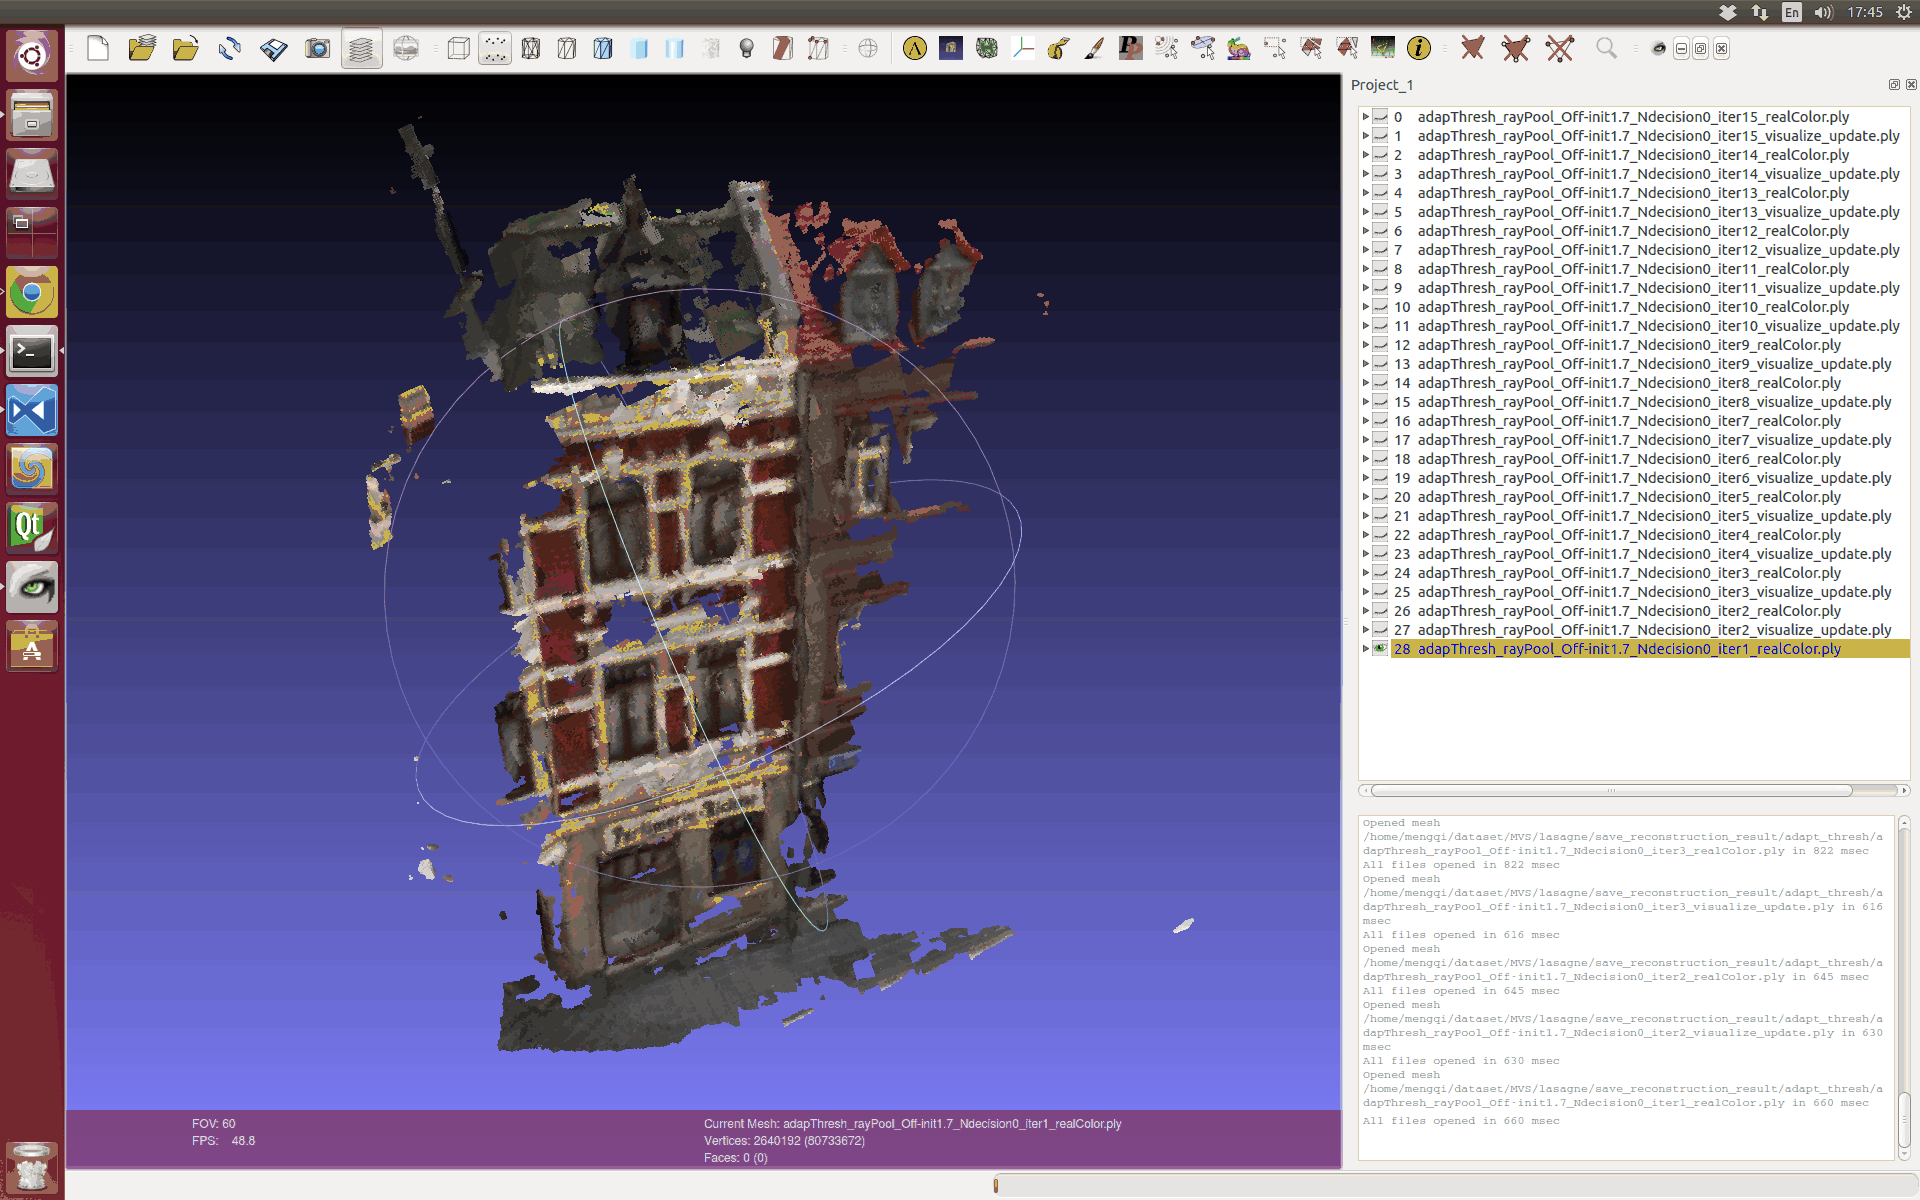 En 17:45
Project_1
0 adapThresh_rayPool_Off-init1.7_Ndecision0_iter15_realColor.ply
1 adapThresh_rayPool_Off-init1.7_Ndecision0_iter15_visualize_update.ply
2 adapThresh_rayPool_Off-init1.7_Ndecision0_iter14_realColor.ply
3 adapThresh_rayPool_Off-init1.7_Ndecision0_iter14_visualize_update.ply
4 adapThresh_rayPool_Off-init1.7_Ndecision0_iter13_realColor.ply
5 adapThresh_rayPool_Off-init1.7_Ndecision0_iter13_visualize_update.ply
6 adapThresh_rayPool_Off-init1.7_Ndecision0_iter12_realColor.ply
7 adapThresh_rayPool_Off-init1.7_Ndecision0_iter12_visualize_update.ply
8 adapThresh_rayPool_Off-init1.7_Ndecision0_iter11_realColor.ply
9 adapThresh_rayPool_Off-init1.7_Ndecision0_iter11_visualize_update.ply
10 adapThresh_rayPool_Off-init1.7_Ndecision0_iter10_realColor.ply
11 adapThresh_rayPool_Off-init1.7_Ndecision0_iter10_visualize_update.ply
12 adapThresh_rayPool_Off-init1.7_Ndecision0_iter9_realColor.ply
13 adapThresh_rayPool_Off-init1.7_Ndecision0_iter9_visualize_update.ply
14 adapThresh_rayPool_Off-init1.7_Ndecision0_iter8_realColor.ply
15 adapThresh_rayPool_Off-init1.7_Ndecision0_iter8_visualize_update.ply
16 adapThresh_rayPool_Off-init1.7_Ndecision0_iter7_realColor.ply
17 adapThresh_rayPool_Off-init1.7_Ndecision0_iter7_visualize_update.ply
18 adapThresh_rayPool_Off-init1.7_Ndecision0_iter6_realColor.ply
19 adapThresh_rayPool_Off-init1.7_Ndecision0_iter6_visualize_update.ply
20 adapThresh_rayPool_Off-init1.7_Ndecision0_iter5_realColor.ply
21 adapThresh_rayPool_Off-init1.7_Ndecision0_iter5_visualize_update.ply
22 adapThresh_rayPool_Off-init1.7_Ndecision0_iter4_realColor.ply
23 adapThresh_rayPool_Off-init1.7_Ndecision0_iter4_visualize_update.ply
24 adapThresh_rayPool_Off-init1.7_Ndecision0_iter3_realColor.ply
25 adapThresh_rayPool_Off-init1.7_Ndecision0_iter3_visualize_update.ply
26 adapThresh_rayPool_Off-init1.7_Ndecision0_iter2_realColor.ply
27 adapThresh_rayPool_Off-init1.7_Ndecision0_iter2_visualize_update.ply
28 adapThresh_rayPool_Off-init1.7_Ndecision0_iter1_realColor.ply
Opened mesh
/home/mengqi/dataset/MVS/lasagne/save_reconstruction_result/adapt_thresh/a
dapThresh_rayPool_Off-init1.7_Ndecision0_iter3_realColor.ply in 822 msec
All files opened in 822 msec
Opened mesh
/home/mengqi/dataset/MVS/lasagne/save_reconstruction_result/adapt_thresh/a
dapThresh_rayPool_Off-init1.7_Ndecision0_iter3_visualize_update.ply in 616
msec
All files opened in 616 msec
Opened mesh
/home/mengqi/dataset/MVS/lasagne/save_reconstruction_result/adapt_thresh/a
dapThresh_rayPool_Off-init1.7_Ndecision0_iter2_realColor.ply in 645 msec
All files opened in 645 msec
Opened mesh
/home/mengqi/dataset/MVS/lasagne/save_reconstruction_result/adapt_thresh/a
dapThresh_rayPool_Off-init1.7_Ndecision0_iter2_visualize_update.ply in 630
msec
All files opened in 630 msec
Opened mesh
/home/mengqi/dataset/MVS/lasagne/save_reconstruction_result/adapt_thresh/a
dapThresh_rayPool_Off-init1.7_Ndecision0_iter1_realColor.ply in 660 msec
All files opened in 660 msec
Qt
FOV: 60
FPS: 48.8
Current Mesh: adapThresh_rayPool_Off-init1.7_Ndecision0_iter1_realColor.ply
Vertices: 2640192 (80733672)
Faces: 0 (0)